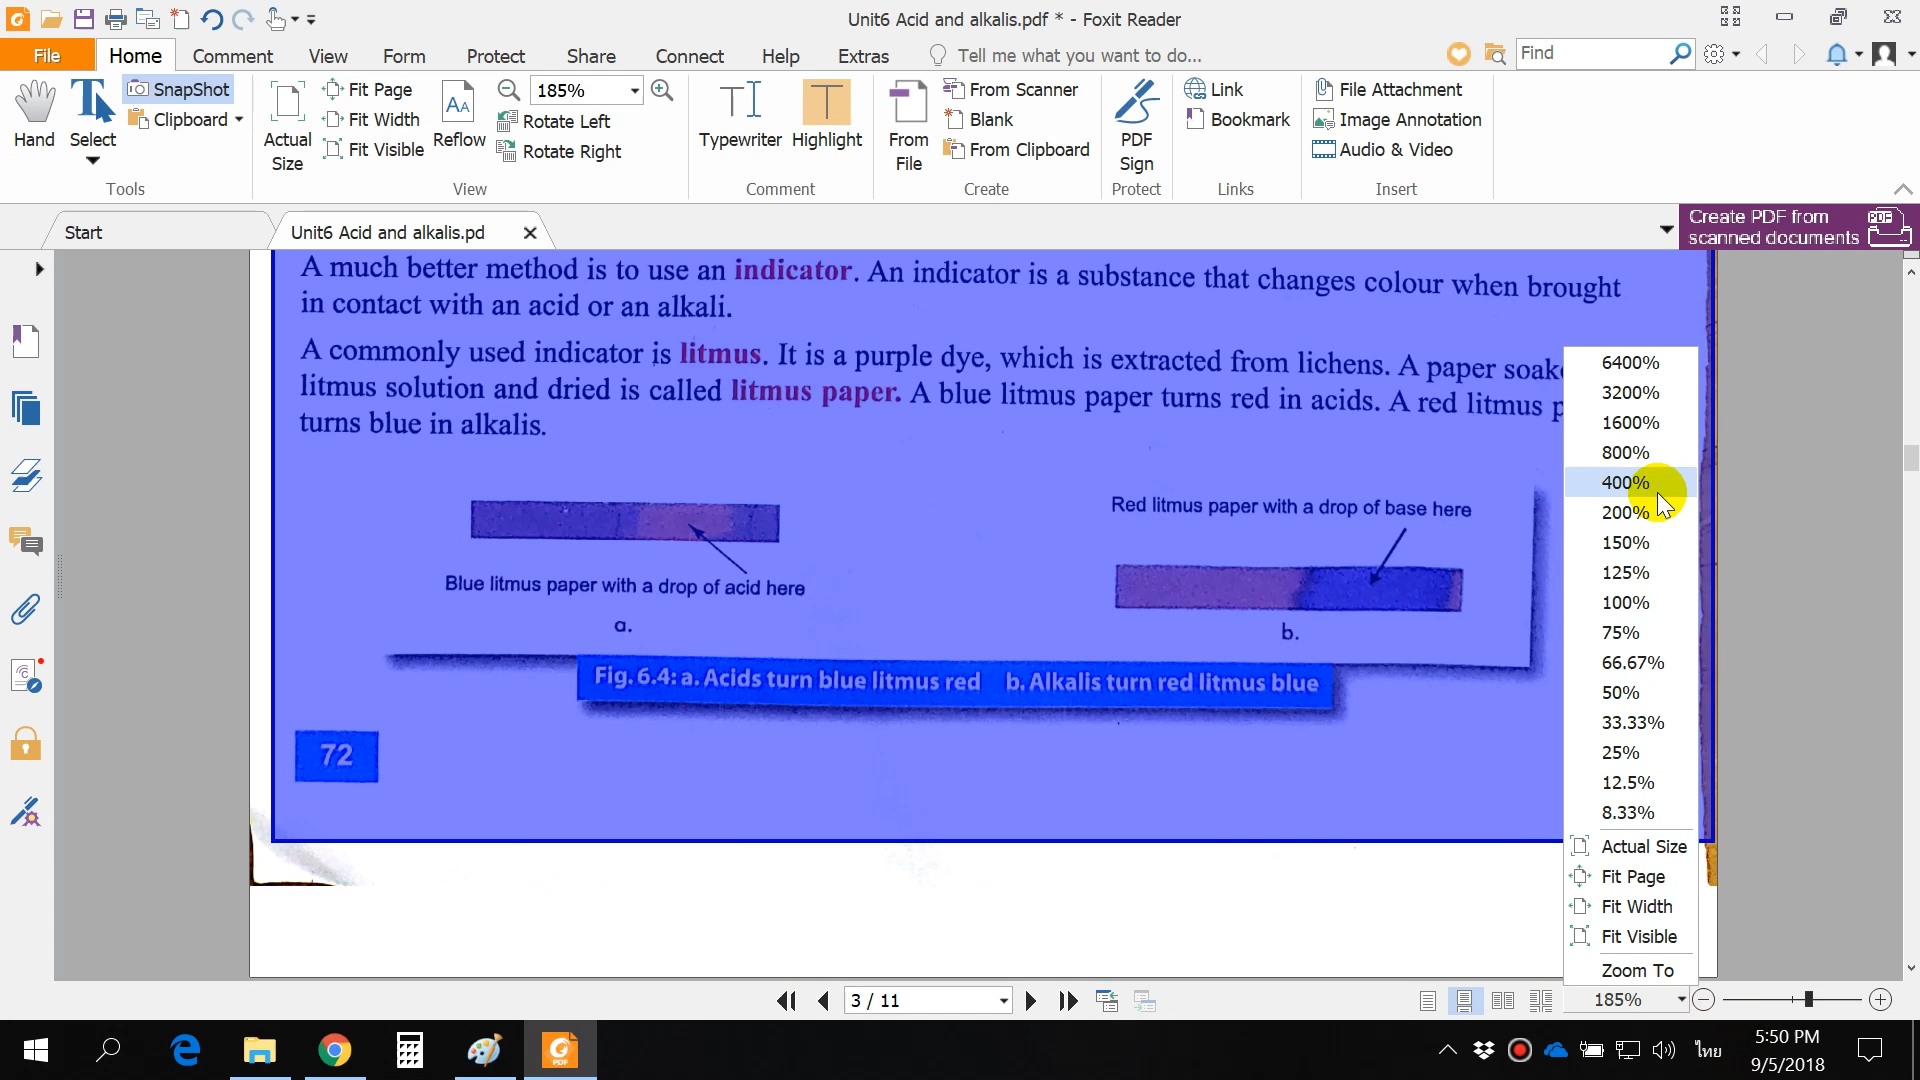 Unit6 Acid and alkalis.pdf * - Foxit Reader
File Home Comment View Form Protect Share Connect Help Extras Tell me what you want to do... Find
Hand
Select
SnapShot
Clipboard
Tools
Actual Size
Fit Page
Fit Width
Fit Visible
Reflow
185%
Rotate Left
Rotate Right
View
Typewriter
Highlight
Comment
From File
From Scanner
Blank
From Clipboard
Create
PDF Sign
Protect
Link
Bookmark
Links
File Attachment
Image Annotation
Audio & Video
Insert
Start
Unit6 Acid and alkalis.pd
Create PDF from
scanned documents
PDF
A much better method is to use an indicator. An indicator is a substance that changes colour when brought
in contact with an acid or an alkali.
A commonly used indicator is litmus. It is a purple dye, which is extracted from lichens. A paper soak
litmus solution and dried is called litmus paper. A blue litmus paper turns red in acids. A red litmus p
turns blue in alkalis.
Red litmus paper with a drop of base here
Blue litmus paper with a drop of acid here
a.
b.
Fig. 6.4: a. Acids turn blue litmus red b. Alkalis turn red litmus blue
72
6400%
3200%
1600%
800%
400%
200%
150%
125%
100%
75%
66.67%
50%
33.33%
25%
12.5%
8.33%
Actual Size
Fit Page
Fit Width
Fit Visible
Zoom To
3 / 11
185%
PDF
ไทย
5:50 PM
9/5/2018